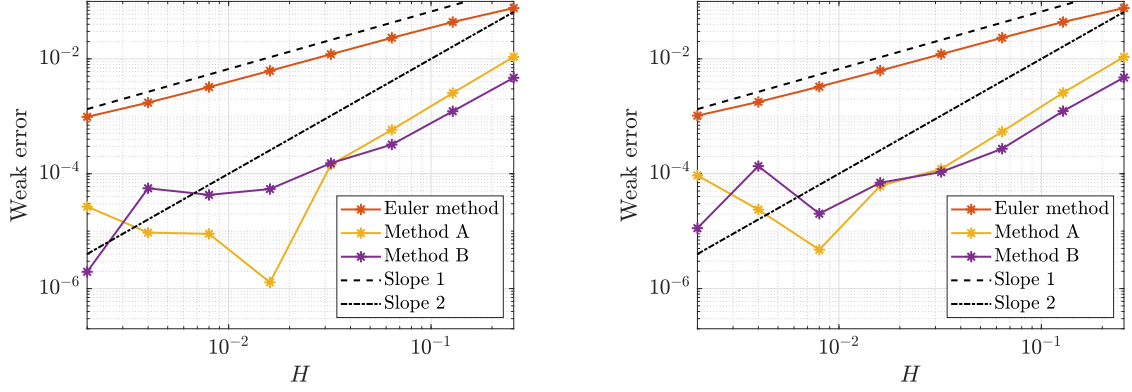 Weak error
10⁻²
10⁻⁴
10⁻⁶
Euler method
Method A
Method B
Slope 1
Slope 2
10⁻²
10⁻¹
H
Weak error
10⁻²
10⁻⁴
10⁻⁶
Euler method
Method A
Method B
Slope 1
Slope 2
10⁻²
10⁻¹
H